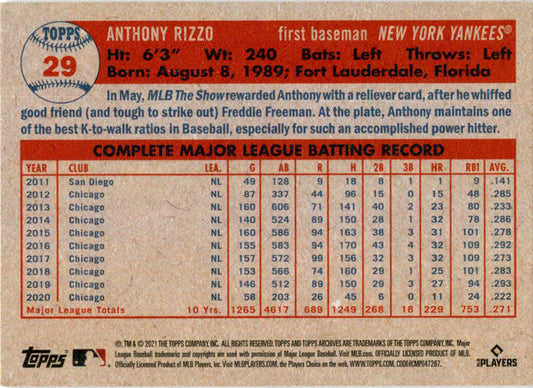 TOPPS
29
ANTHONY RIZZO first baseman NEW YORK YANKEES®
Ht: 6'3" Wt: 240 Bats: Left Throws: Left
Born: August 8, 1989; Fort Lauderdale, Florida
In May, MLB The Show rewarded Anthony with a reliever card, after he whiffed
good friend (and tough to strike out) Freddie Freeman. At the plate, Anthony maintains one
of the best K-to-walk ratios in Baseball, especially for such an accomplished power hitter.
COMPLETE MAJOR LEAGUE BATTING RECORD
YEAR CLUB LEA. G AB R H 2B 3B HR RBI AVG.
2011 San Diego NL 49 128 9 18 8 1 1 9 .141
2012 Chicago NL 87 337 44 96 15 0 15 48 .285
2013 Chicago NL 160 606 71 141 40 2 23 80 .233
2014 Chicago NL 140 524 89 150 28 1 32 78 .286
2015 Chicago NL 160 586 94 163 38 3 31 101 .278
2016 Chicago NL 155 583 94 170 43 4 32 109 .292
2017 Chicago NL 157 572 99 156 32 3 32 109 .273
2018 Chicago NL 153 566 74 160 29 1 25 101 .283
2019 Chicago NL 146 512 89 150 29 3 27 94 .293
2020 Chicago NL 58 203 26 45 6 0 11 24 .222
Major League Totals 10 Yrs. 1265 4617 689 1249 268 18 229 753 .271
®, TM & © 2021 THE TOPPS COMPANY, INC. ALL RIGHTS RESERVED. TOPPS AND TOPPS ARCHIVES ARE TRADEMARKS OF THE TOPPS COMPANY, INC. Major
League Baseball trademarks and copyrights are used with permission of Major League Baseball. Visit MLB.com. OFFICIALLY LICENSED PRODUCT OF MLB Players, Inc.
Visit MLBPLAYERS.com, the Players Choice on the web. WWW.TOPPS.COM.
Topps
PLAYERS